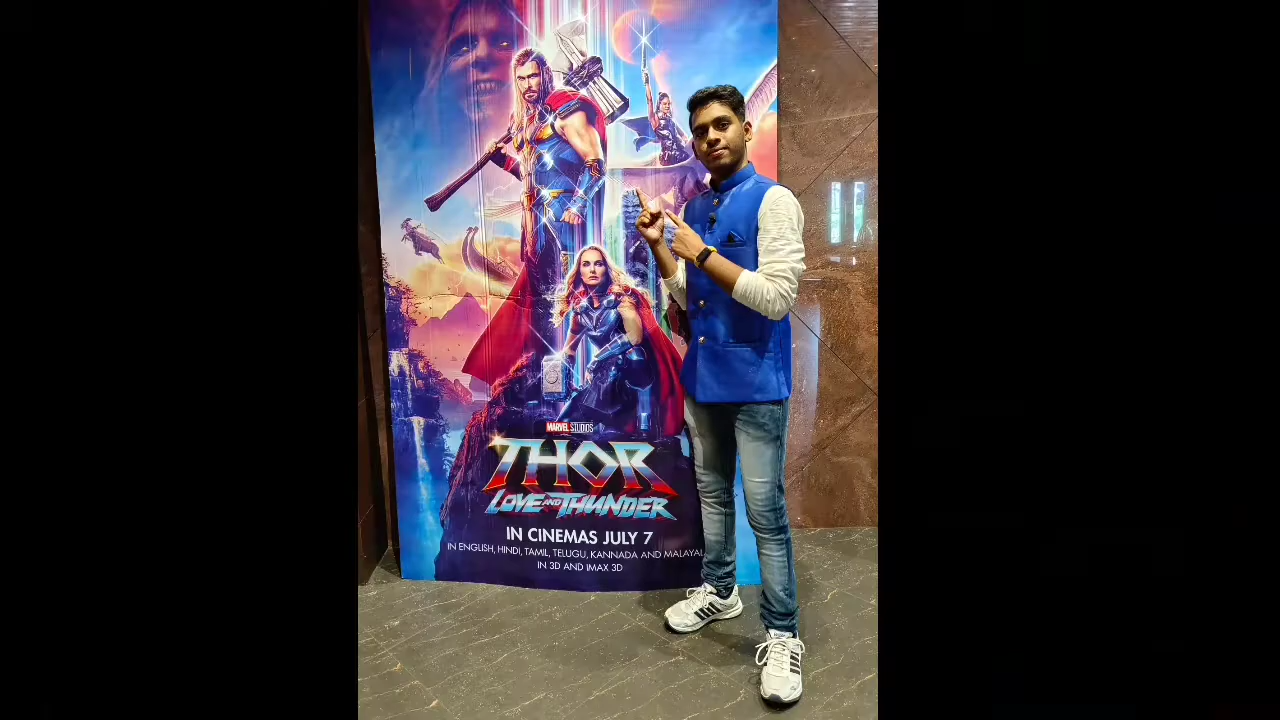 MARVEL STUDIOS
THOR
LOVE AND THUNDER
IN CINEMAS JULY 7
IN ENGLISH, HINDI, TAMIL, TELUGU, KANNADA AND MALAYAL
IN 3D AND IMAX 3D